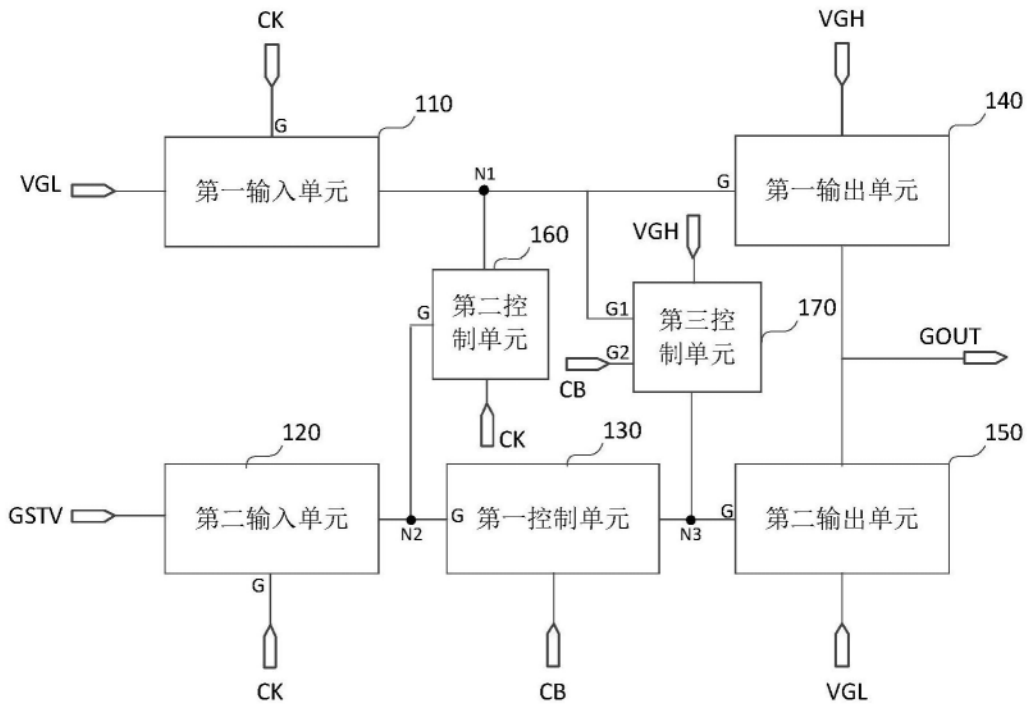 CK
VGH
G
110
140
VGL
第一输入单元
N1
G
第一输出单元
160
VGH
G
第二控
制单元
G1
第三控
制单元
170
G2
CB
GOUT
CK
120
130
150
GSTV
第二输入单元
N2
G
第一控制单元
N3
G
第二输出单元
G
CK
CB
VGL